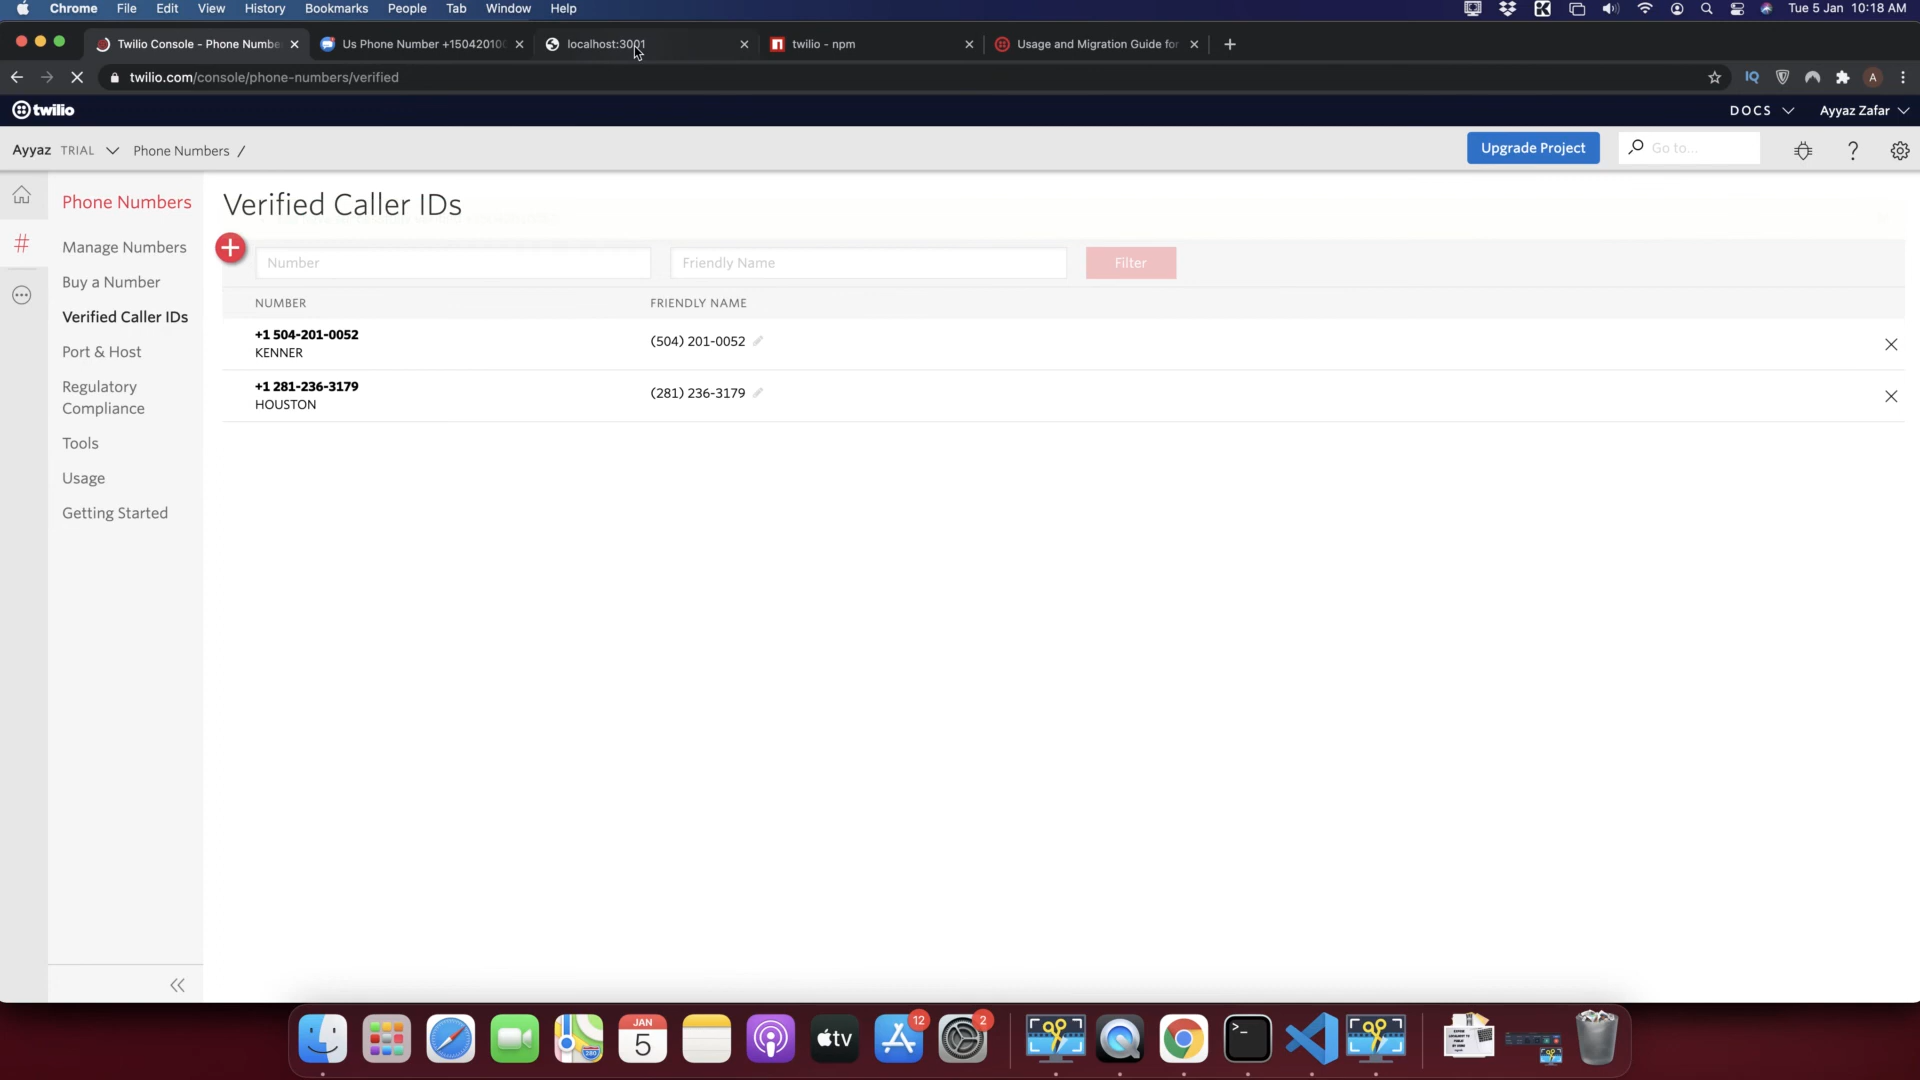 Chrome File Edit View History Bookmarks People Tab Window Help Tue 5 Jan 10:18 AM
Twilio Console - Phone Numbe Us Phone Number +150420100 localhost:3001 twilio - npm Usage and Migration Guide for
twilio.com/console/phone-numbers/verified IQ A
twilio DOCS Ayyaz Zafar
Ayyaz TRIAL Phone Numbers / Upgrade Project Go to... ?
Phone Numbers
Manage Numbers
Buy a Number
Verified Caller IDs
Port & Host
Regulatory
Compliance
Tools
Usage
Getting Started
Verified Caller IDs
Number Friendly Name Filter
NUMBER FRIENDLY NAME
+1 504-201-0052 (504) 201-0052
KENNER
+1 281-236-3179 (281) 236-3179
HOUSTON
JAN
5
280
tv
12
2
>_